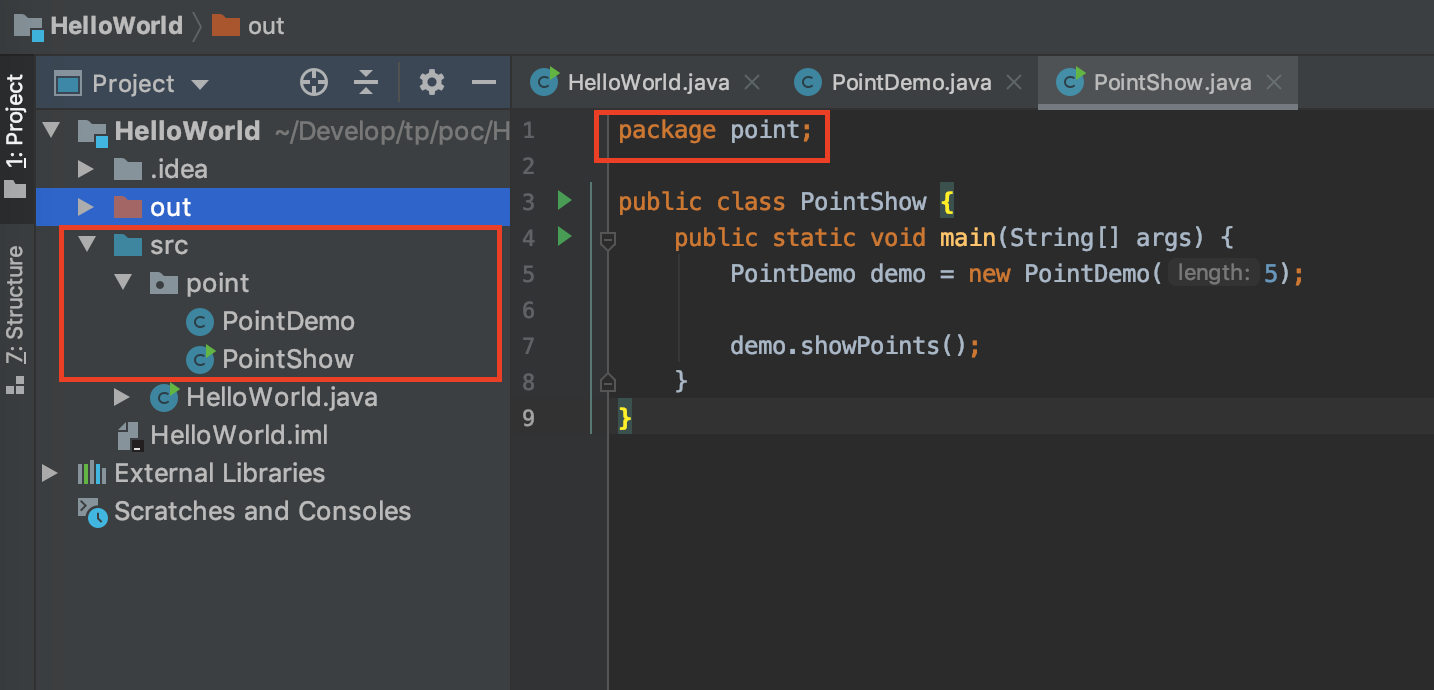 HelloWorld out
1: Project
7: Structure
Project
HelloWorld ~/Develop/tp/poc/H
.idea
out
src
point
PointDemo
PointShow
HelloWorld.java
HelloWorld.iml
External Libraries
Scratches and Consoles
HelloWorld.java PointDemo.java PointShow.java
1 package point;
2
3 public class PointShow {
4 public static void main(String[] args) {
5 PointDemo demo = new PointDemo( length: 5);
6
7 demo.showPoints();
8 }
9 }